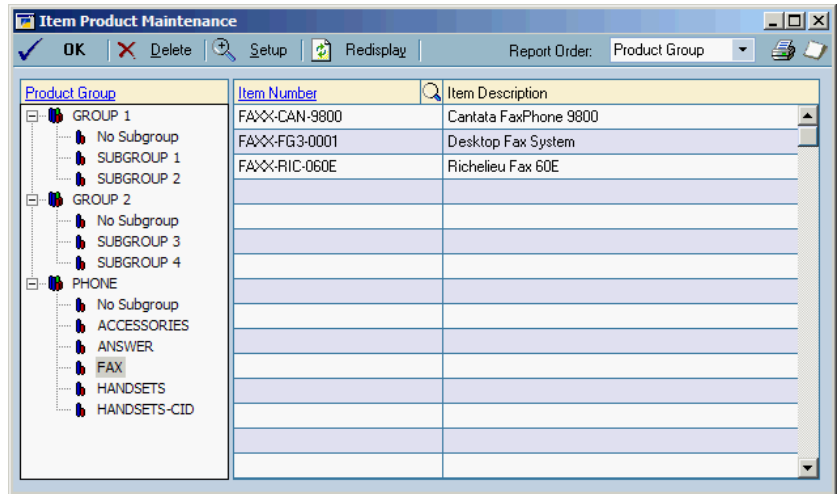 Item Product Maintenance
OK Delete Setup Redisplay Report Order: Product Group
Product Group Item Number Item Description
GROUP 1 FAXX-CAN-9800 Cantata FaxPhone 9800
No Subgroup FAXX-FG3-0001 Desktop Fax System
SUBGROUP 1 FAXX-RIC-060E Richelieu Fax 60E
SUBGROUP 2
GROUP 2
No Subgroup
SUBGROUP 3
SUBGROUP 4
PHONE
No Subgroup
ACCESSORIES
ANSWER
FAX
HANDSETS
HANDSETS-CID